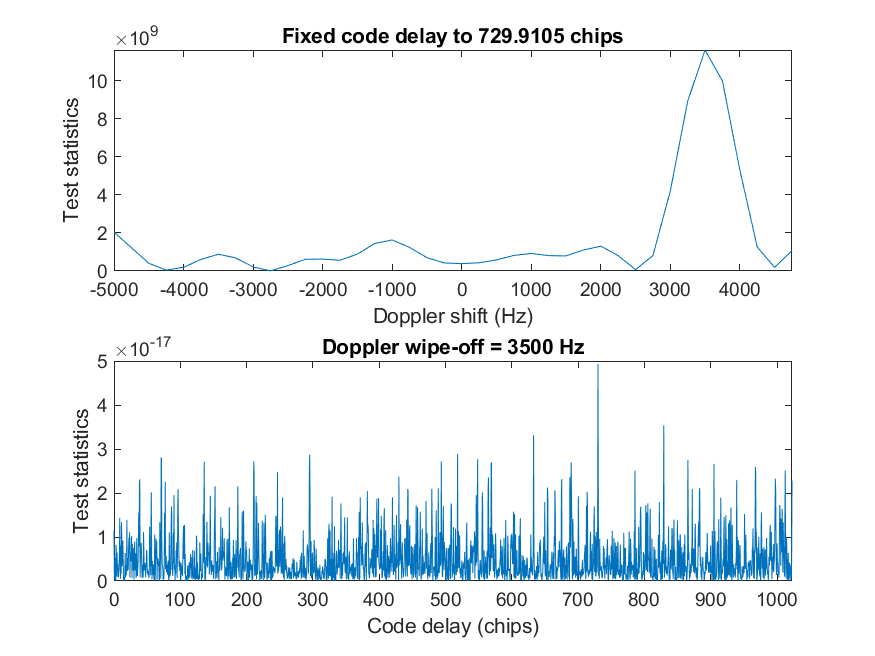 ×10^9
Fixed code delay to 729.9105 chips
Test statistics
10
8
6
4
2
0
-5000 -4000 -3000 -2000 -1000 0 1000 2000 3000 4000
Doppler shift (Hz)
×10^-17
Doppler wipe-off = 3500 Hz
Test statistics
5
4
3
2
1
0
0 100 200 300 400 500 600 700 800 900 1000
Code delay (chips)